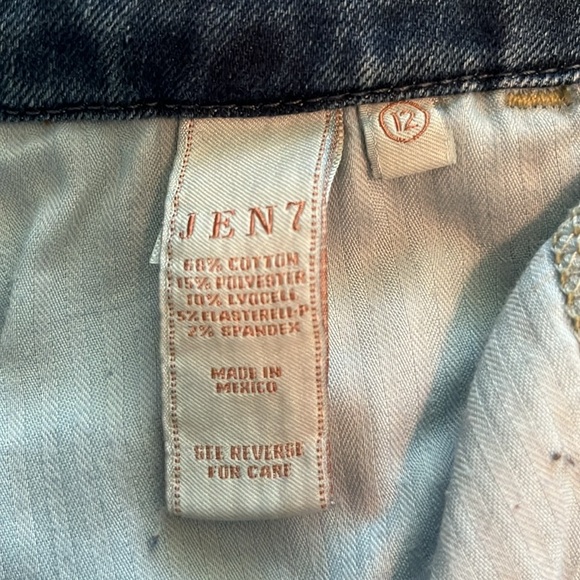 JEN7
12
68% COTTON
15% POLYESTER
10% LYOCELL
5% ELASTERELL-P
2% SPANDEX
MADE IN
MEXICO
SEE REVERSE
FOR CARE